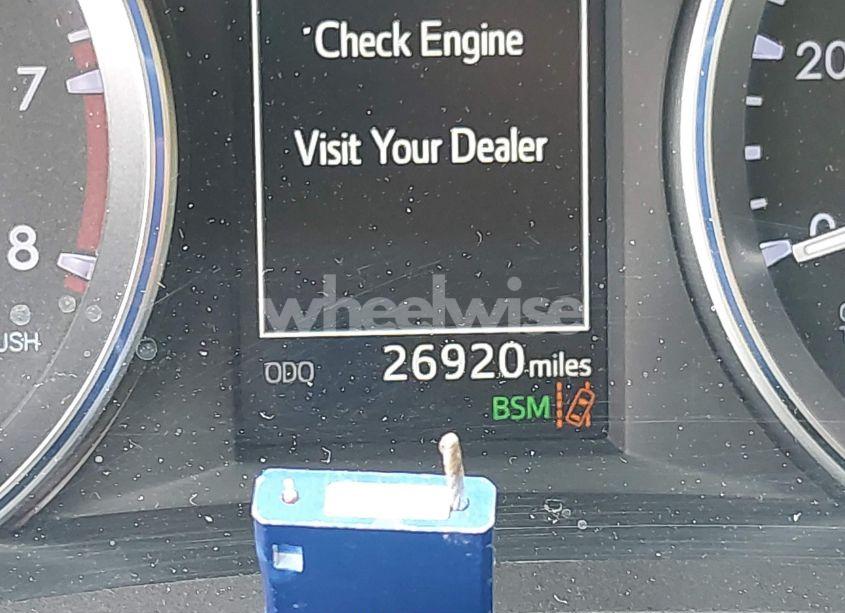 Check Engine
Visit Your Dealer
7
8
20
0
wheelwise
USH
ODO
26920 miles
BSM